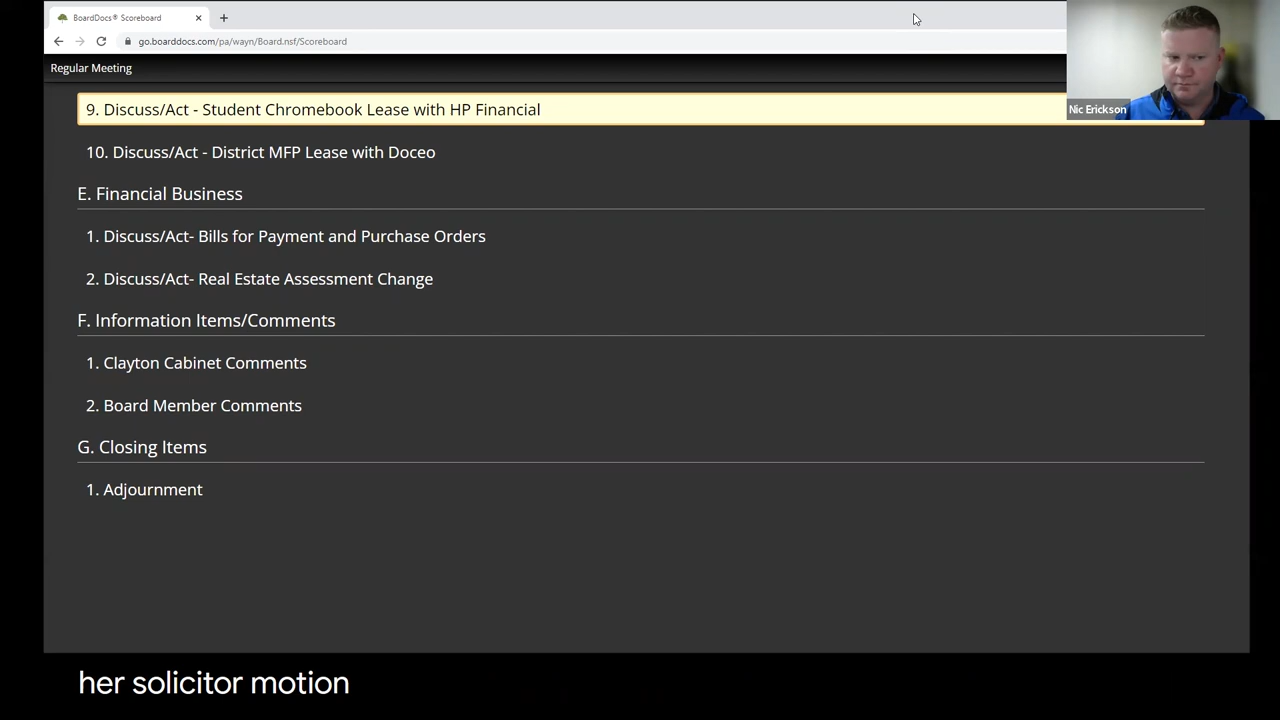 BoardDocs® Scoreboard
go.boarddocs.com/pa/wayn/Board.nsf/Scoreboard
Regular Meeting
Nic Erickson
9. Discuss/Act - Student Chromebook Lease with HP Financial
10. Discuss/Act - District MFP Lease with Doceo
E. Financial Business
1. Discuss/Act- Bills for Payment and Purchase Orders
2. Discuss/Act- Real Estate Assessment Change
F. Information Items/Comments
1. Clayton Cabinet Comments
2. Board Member Comments
G. Closing Items
1. Adjournment
her solicitor motion